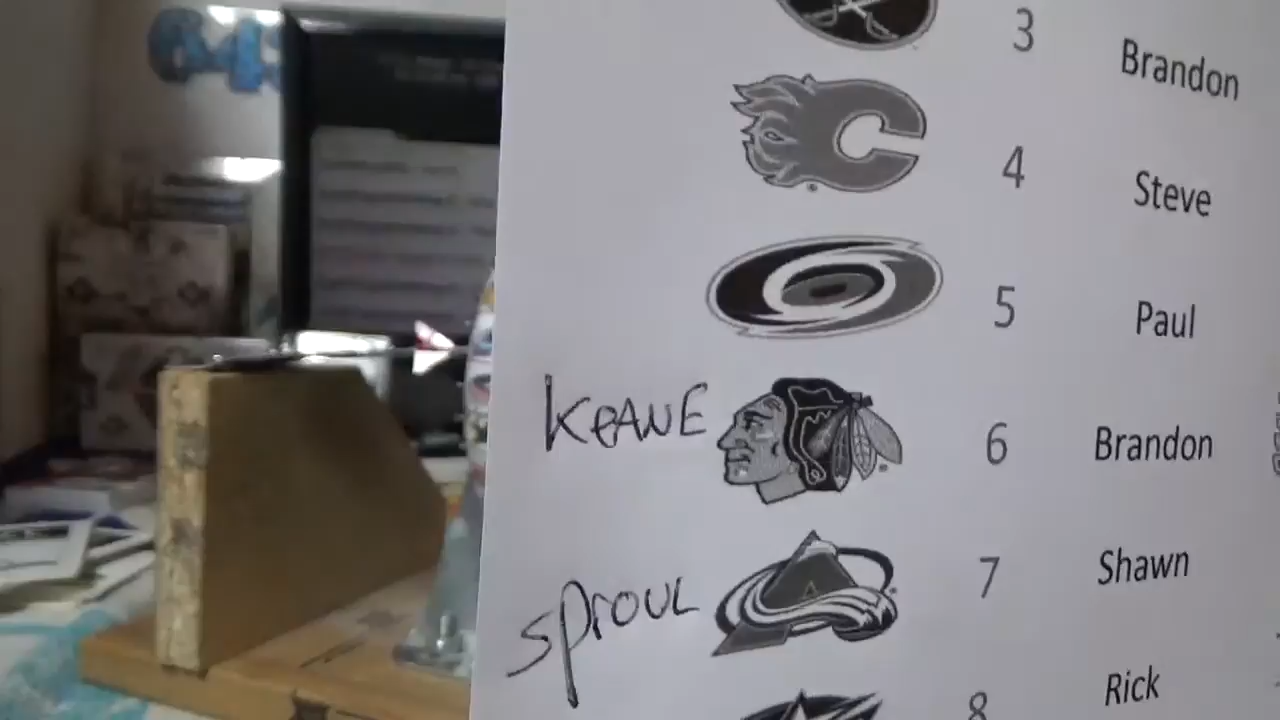 3 Brandon
4 Steve
5 Paul
KEANE 6 Brandon
SPROUL 7 Shawn
8 Rick